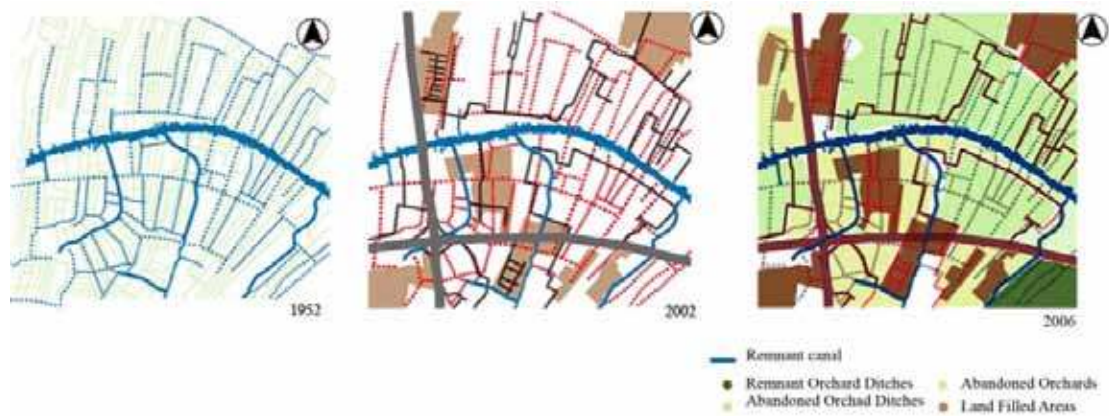 1952
2002
2006
Remnant canal
Remnant Orchard Ditches
Abandoned Orchad Ditches
Abandoned Orchards
Land Filled Areas